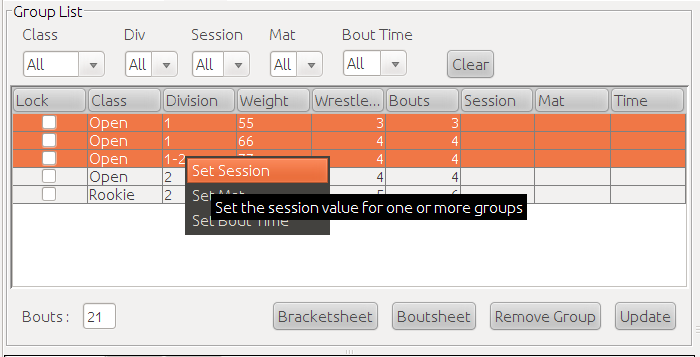 Group List
Class Div Session Mat Bout Time
All All All All All Clear
Lock Class Division Weight Wrestle... Bouts Session Mat Time
Open 1 55 3 3
Open 1 66 4 4
Open 1-2 4 4
Set Session
Open 2 4 4
Set Mat
Rookie 2
Set the session value for one or more groups
Set Bout Time
Bouts : 21 Bracketsheet Boutsheet Remove Group Update